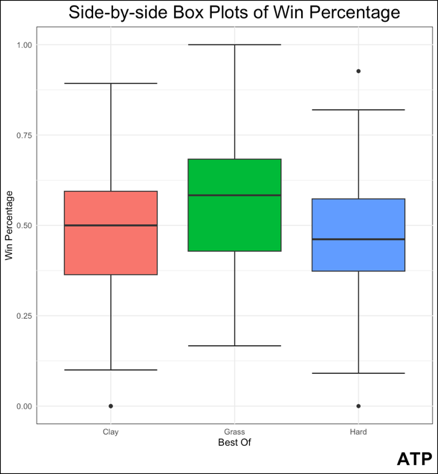 Side-by-side Box Plots of Win Percentage
1.00
0.75
0.50
0.25
0.00
Win Percentage
Clay Grass Hard
Best Of
ATP